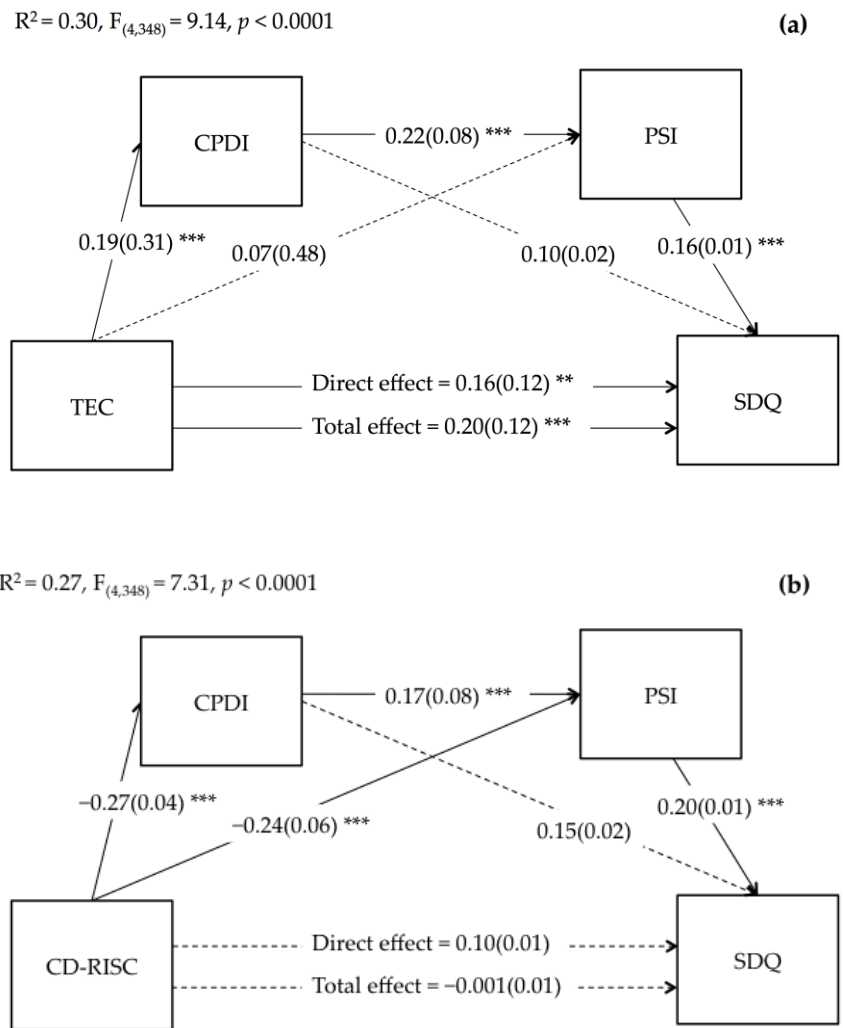 R² = 0.30, F(4,348) = 9.14, p < 0.0001 (a)
CPDI 0.22(0.08) *** PSI
0.19(0.31) *** 0.07(0.48) 0.10(0.02) 0.16(0.01) ***
TEC
Direct effect = 0.16(0.12) **
Total effect = 0.20(0.12) ***
SDQ
R² = 0.27, F(4,348) = 7.31, p < 0.0001 (b)
CPDI 0.17(0.08) *** PSI
−0.27(0.04) *** −0.24(0.06) *** 0.15(0.02) 0.20(0.01) ***
CD-RISC
Direct effect = 0.10(0.01)
Total effect = −0.001(0.01)
SDQ